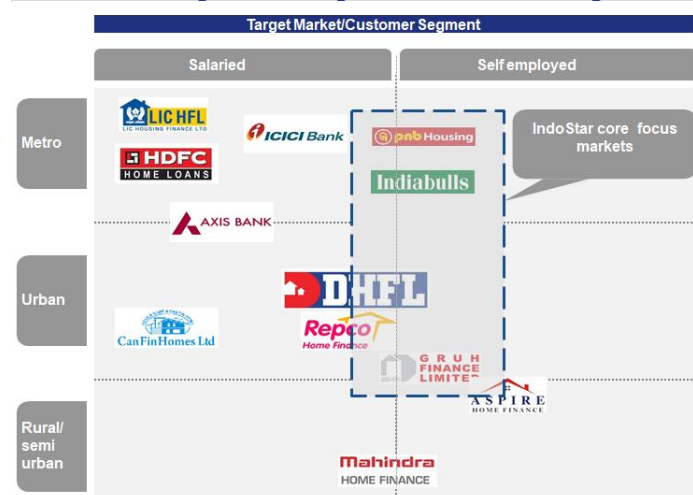 Target Market/Customer Segment
Salaried
Self employed
Metro
LIC HFL
LIC HOUSING FINANCE LTD
HDFC
HOME LOANS
ICICI Bank
pnb Housing
Indiabulls
IndoStar core focus
markets
AXIS BANK
Urban
DHFL
CanFinHomes Ltd
Repco
Home Finance
GRUH
FINANCE
LIMITED
ASPIRE
HOME FINANCE
Rural/
semi
urban
Mahindra
HOME FINANCE